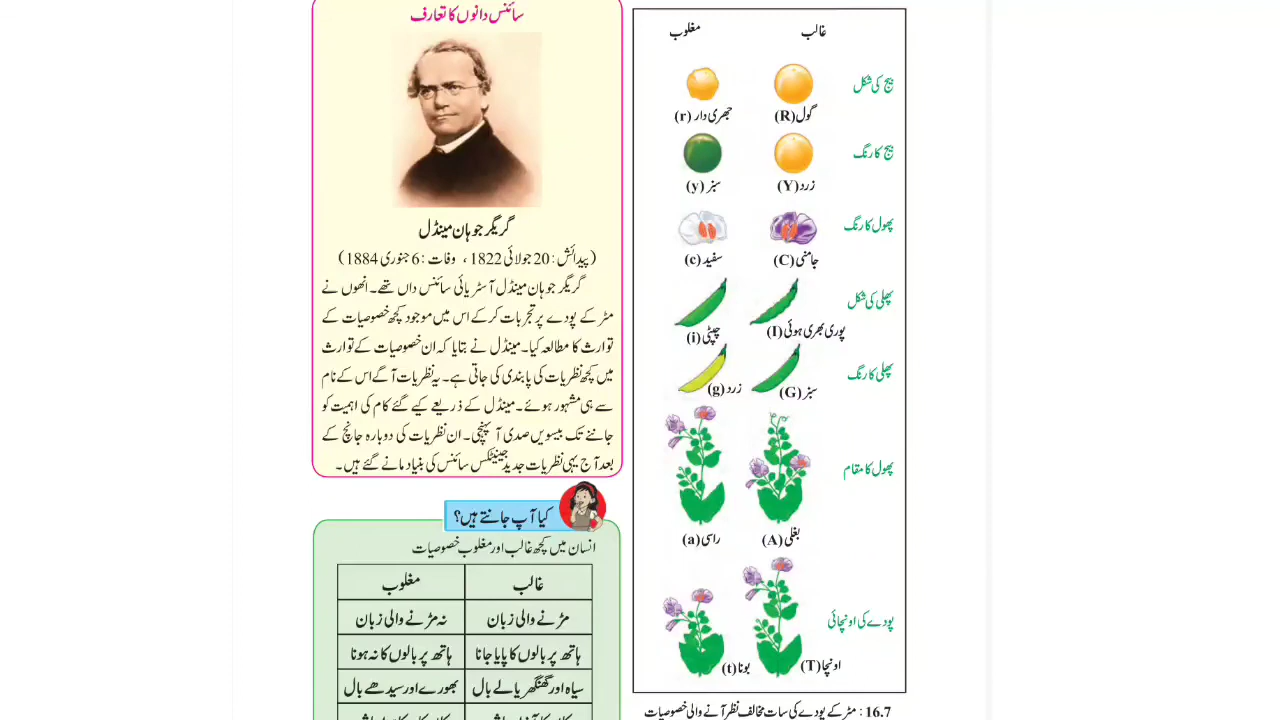 غالب مغلوب
بیج کی شکل
گول (R) جھری دار (r)
بیج کا رنگ
زرد (Y) سبز (y)
پھول کا رنگ
جامنی (C) سفید (c)
پھلی کی شکل
پوری بھری ہوئی (I) چپٹی (i)
پھلی کا رنگ
سبز (G) زرد (g)
پھول کا مقام
بغلی (A) راسی (a)
پودے کی اونچائی
اونچا (T) بونا (t)
16.7 : مٹر کے پودے کی سات مخالف نظر آنے والی خصوصیات
سائنس دانوں کا تعارف
گریگر جوہان مینڈل
(پیدائش : 20 جولائی 1822 ، وفات : 6 جنوری 1884)
گریگر جوہان مینڈل آسٹریائی سائنس داں تھے۔ انھوں نے
مٹر کے پودے پر تجربات کر کے اس میں موجود کچھ خصوصیات کے
توارث کا مطالعہ کیا۔ مینڈل نے بتایا کہ ان خصوصیات کے توارث
میں کچھ نظریات کی پابندی کی جاتی ہے۔ یہ نظریات آگے اس کے نام
سے ہی مشہور ہوئے۔ مینڈل کے ذریعے کیے گئے کام کی اہمیت کو
جاننے تک بیسویں صدی آ پہنچی۔ ان نظریات کی دوبارہ جانچ کے
بعد آج یہی نظریات جدید جینیٹکس سائنس کی بنیاد مانے گئے ہیں۔
کیا آپ جانتے ہیں؟
انسان میں کچھ غالب اور مغلوب خصوصیات
غالب مغلوب
مڑنے والی زبان نہ مڑنے والی زبان
ہاتھ پر بالوں کا پایا جانا ہاتھ پر بالوں کا نہ ہونا
سیاہ اور گھنگھریالے بال بھورے اور سیدھے بال